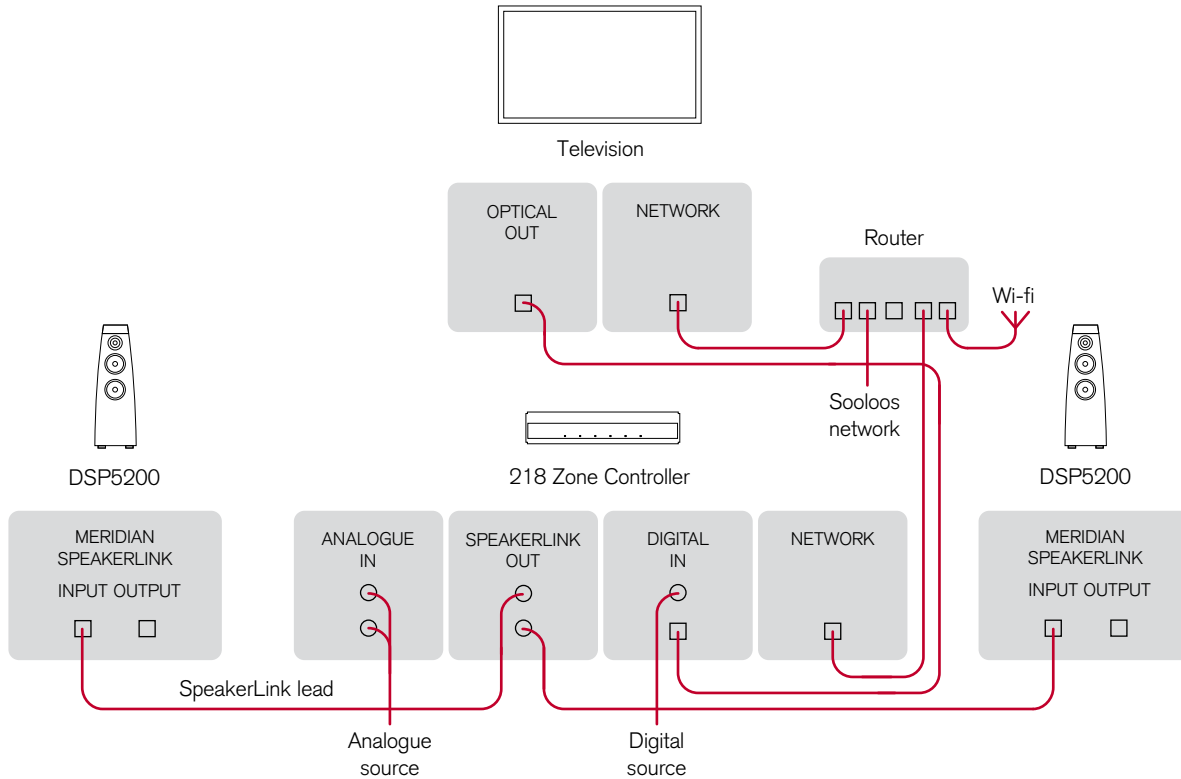 Television
OPTICAL
OUT
NETWORK
Router
Wi-fi
Sooloos
network
DSP5200
218 Zone Controller
DSP5200
MERIDIAN
SPEAKERLINK
INPUT OUTPUT
ANALOGUE
IN
SPEAKERLINK
OUT
DIGITAL
IN
NETWORK
MERIDIAN
SPEAKERLINK
INPUT OUTPUT
SpeakerLink lead
Analogue
source
Digital
source